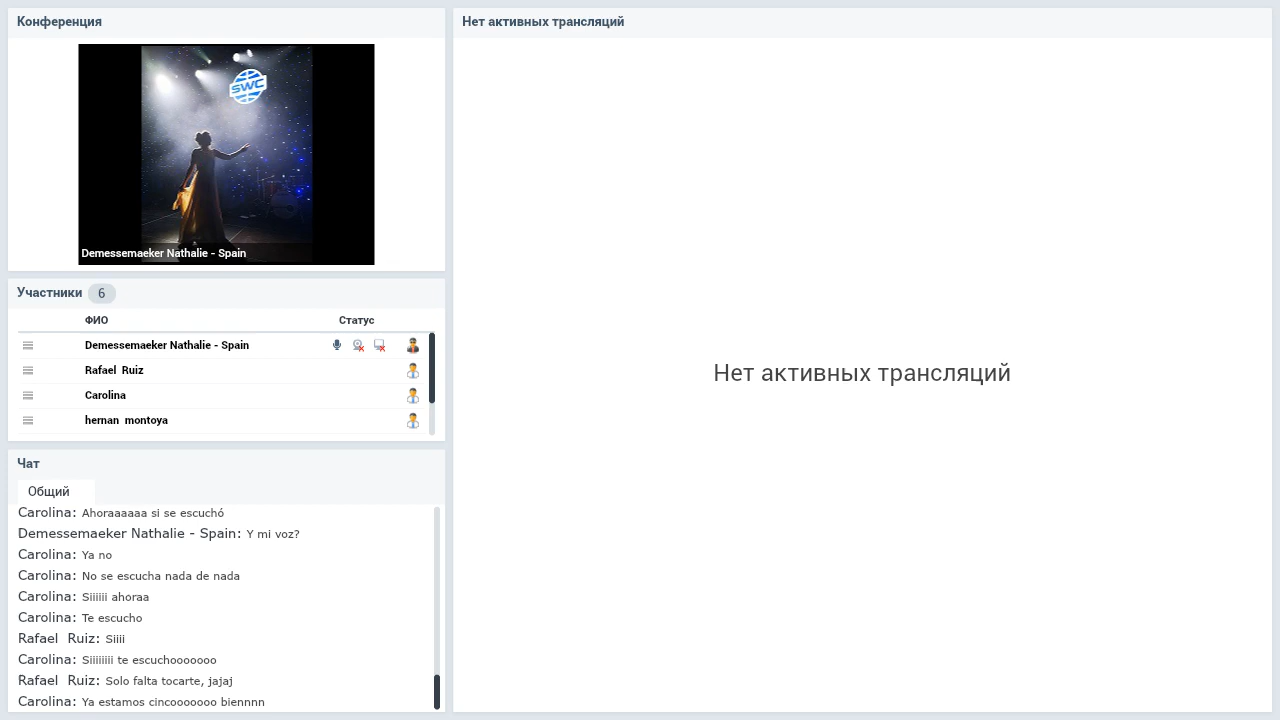 Конференция
Нет активных трансляций
SWC
Demessemaeker Nathalie - Spain
Участники 6
ФИО Статус
Demessemaeker Nathalie - Spain
Rafael Ruiz
Carolina
hernan montoya
Чат
Общий
Carolina: Ahoraaaaaa si se escuchó
Demessemaeker Nathalie - Spain: Y mi voz?
Carolina: Ya no
Carolina: No se escucha nada de nada
Carolina: Siiiiii ahoraa
Carolina: Te escucho
Rafael Ruiz: Siiii
Carolina: Siiiiiiii te escuchooooooo
Rafael Ruiz: Solo falta tocarte, jajaj
Carolina: Ya estamos cincooooooo biennnn
Нет активных трансляций